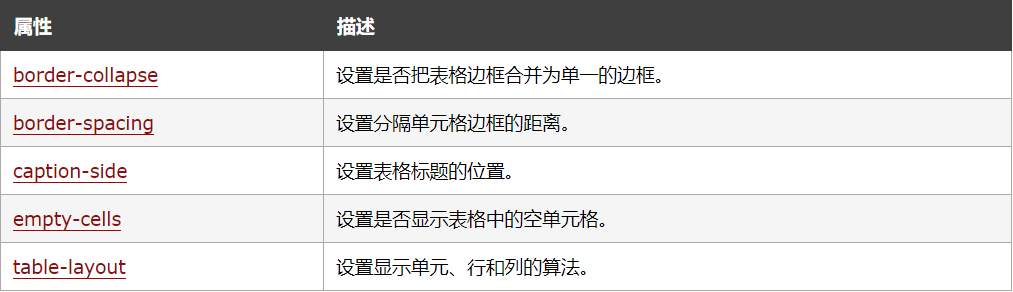 属性 描述
border-collapse 设置是否把表格边框合并为单一的边框。
border-spacing 设置分隔单元格边框的距离。
caption-side 设置表格标题的位置。
empty-cells 设置是否显示表格中的空单元格。
table-layout 设置显示单元、行和列的算法。